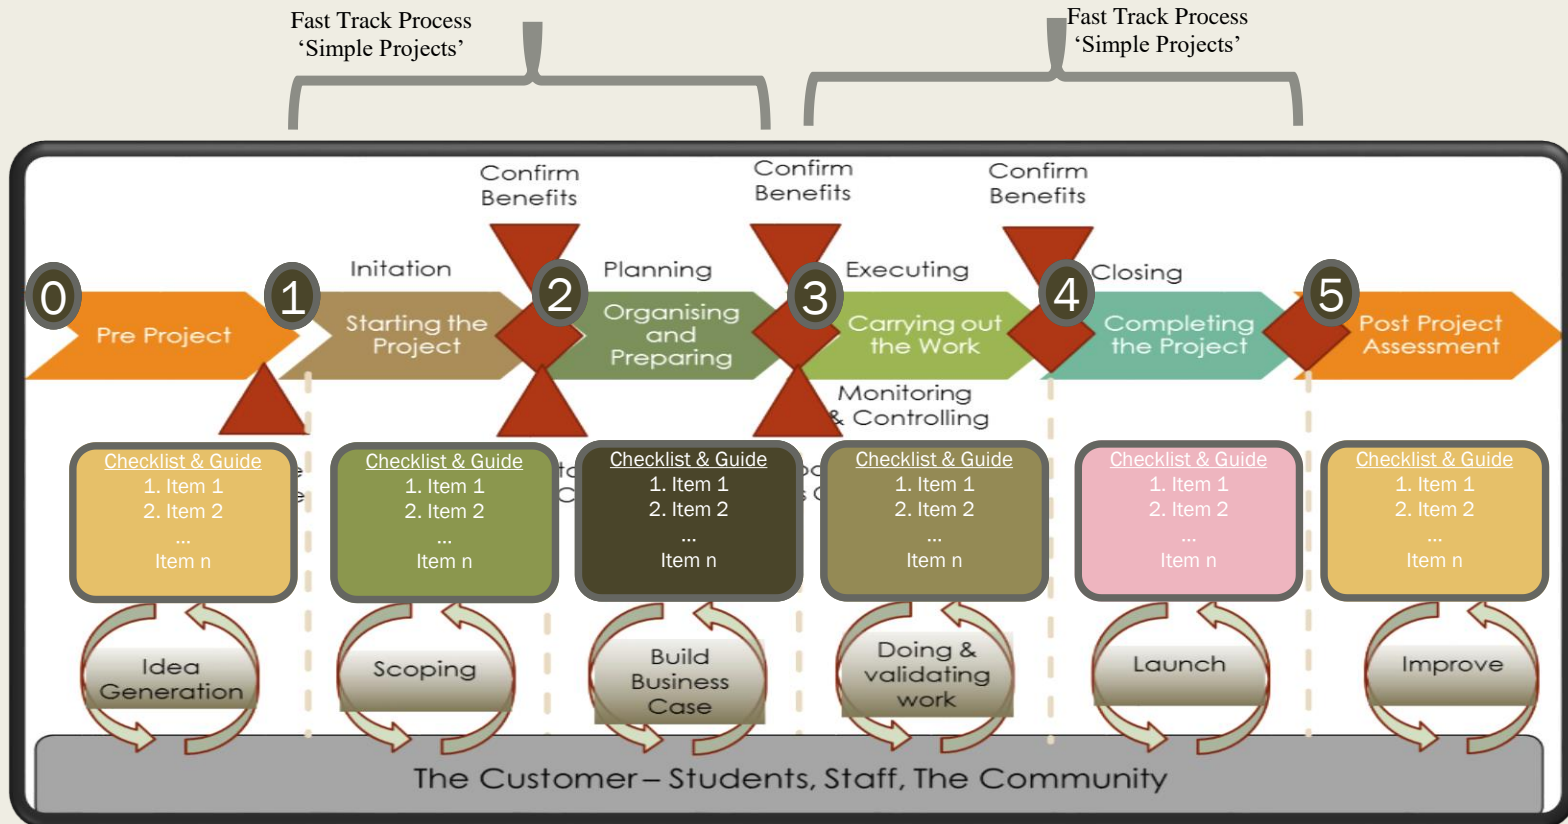 Fast Track Process
‘Simple Projects’
Fast Track Process
‘Simple Projects’
Confirm
Benefits
Confirm
Benefits
Confirm
Benefits
Initation
Planning
Executing
Closing
0
1
2
3
4
5
Pre Project
Starting the
Project
Organising
and
Preparing
Carrying out
the Work
Completing
the Project
Post Project
Assessment
Monitoring
& Controlling
Checklist & Guide
1. Item 1
2. Item 2
...
Item n
Checklist & Guide
1. Item 1
2. Item 2
...
Item n
Checklist & Guide
1. Item 1
2. Item 2
...
Item n
Checklist & Guide
1. Item 1
2. Item 2
...
Item n
Checklist & Guide
1. Item 1
2. Item 2
...
Item n
Checklist & Guide
1. Item 1
2. Item 2
...
Item n
Idea
Generation
Scoping
Build
Business
Case
Doing &
validating
work
Launch
Improve
The Customer – Students, Staff, The Community